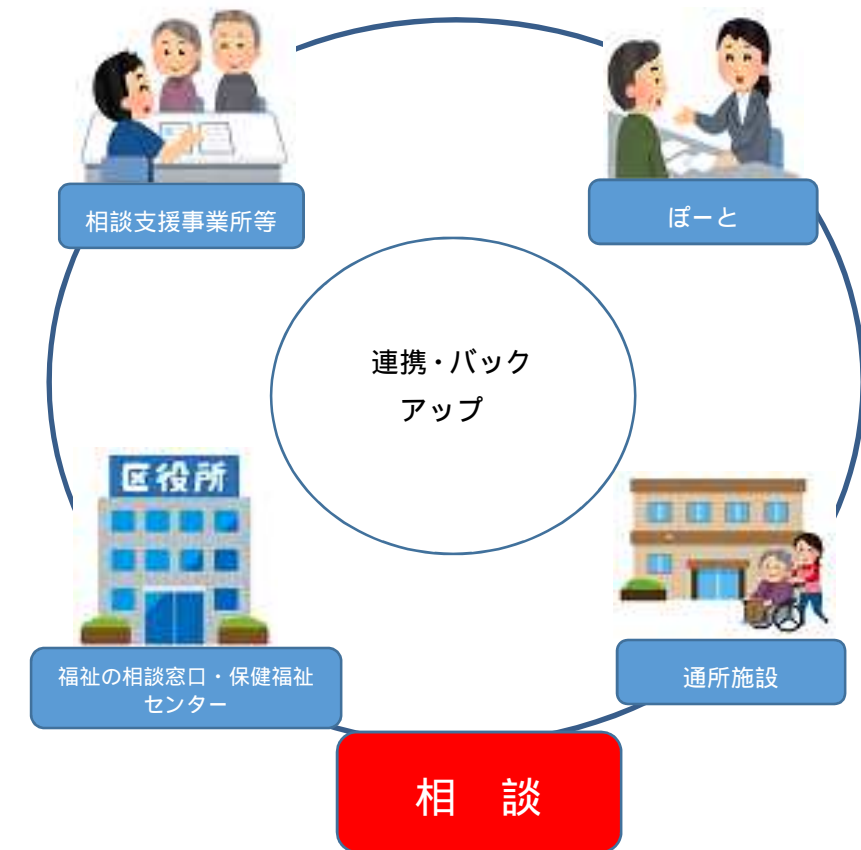 相談支援事業所等
ぽーと
連携・バック
アップ
区役所
福祉の相談窓口・保健福祉
センター
通所施設
相　談